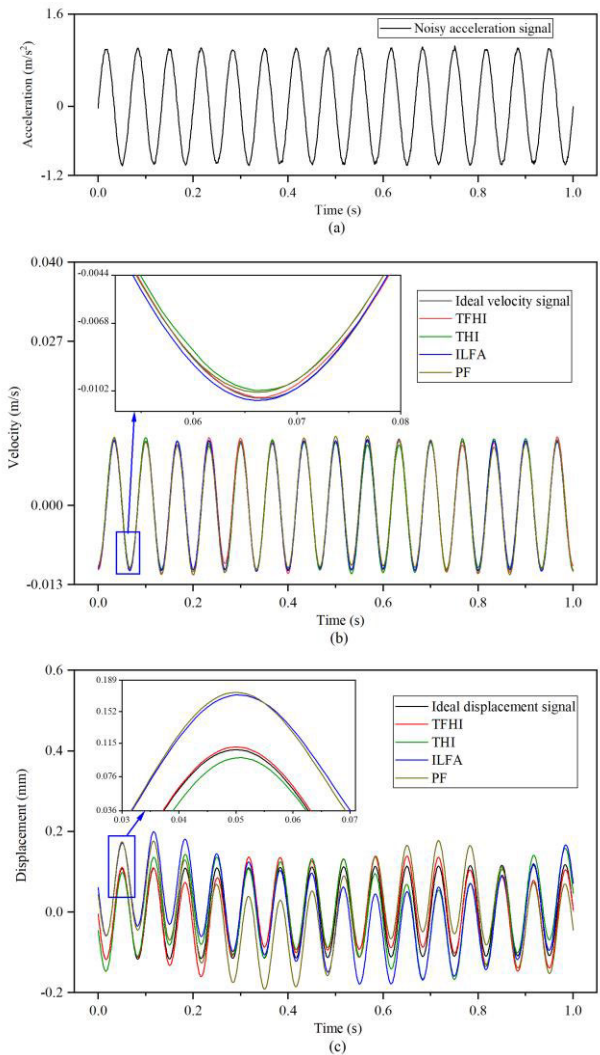 1.6
0
-1.2
Acceleration (m/s²)
Noisy acceleration signal
0.0 0.2 0.4 0.6 0.8 1.0
Time (s)
(a)
0.040
0.027
0.000
-0.013
Velocity (m/s)
-0.0044
-0.0068
-0.0102
0.06 0.07 0.08
Ideal velocity signal
TFHI
THI
ILFA
PF
0.0 0.2 0.4 0.6 0.8 1.0
Time (s)
(b)
0.6
0.4
0.2
0.0
-0.2
Displacement (mm)
0.189
0.152
0.115
0.076
0.036
0.03 0.04 0.05 0.06 0.07
Ideal displacement signal
TFHI
THI
ILFA
PF
0.0 0.2 0.4 0.6 0.8 1.0
Time (s)
(c)